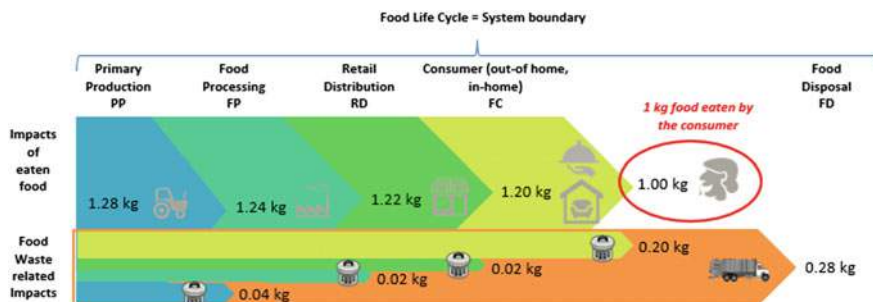 Food Life Cycle = System boundary
Primary
Production
PP
Food
Processing
FP
Retail
Distribution
RD
Consumer (out-of home,
in-home)
FC
Food
Disposal
FD
Impacts
of
eaten
food
1 kg food eaten by
the consumer
1.28 kg
1.24 kg
1.22 kg
1.20 kg
1.00 kg
Food
Waste
related
Impacts
0.20 kg
0.02 kg
0.02 kg
0.04 kg
0.28 kg